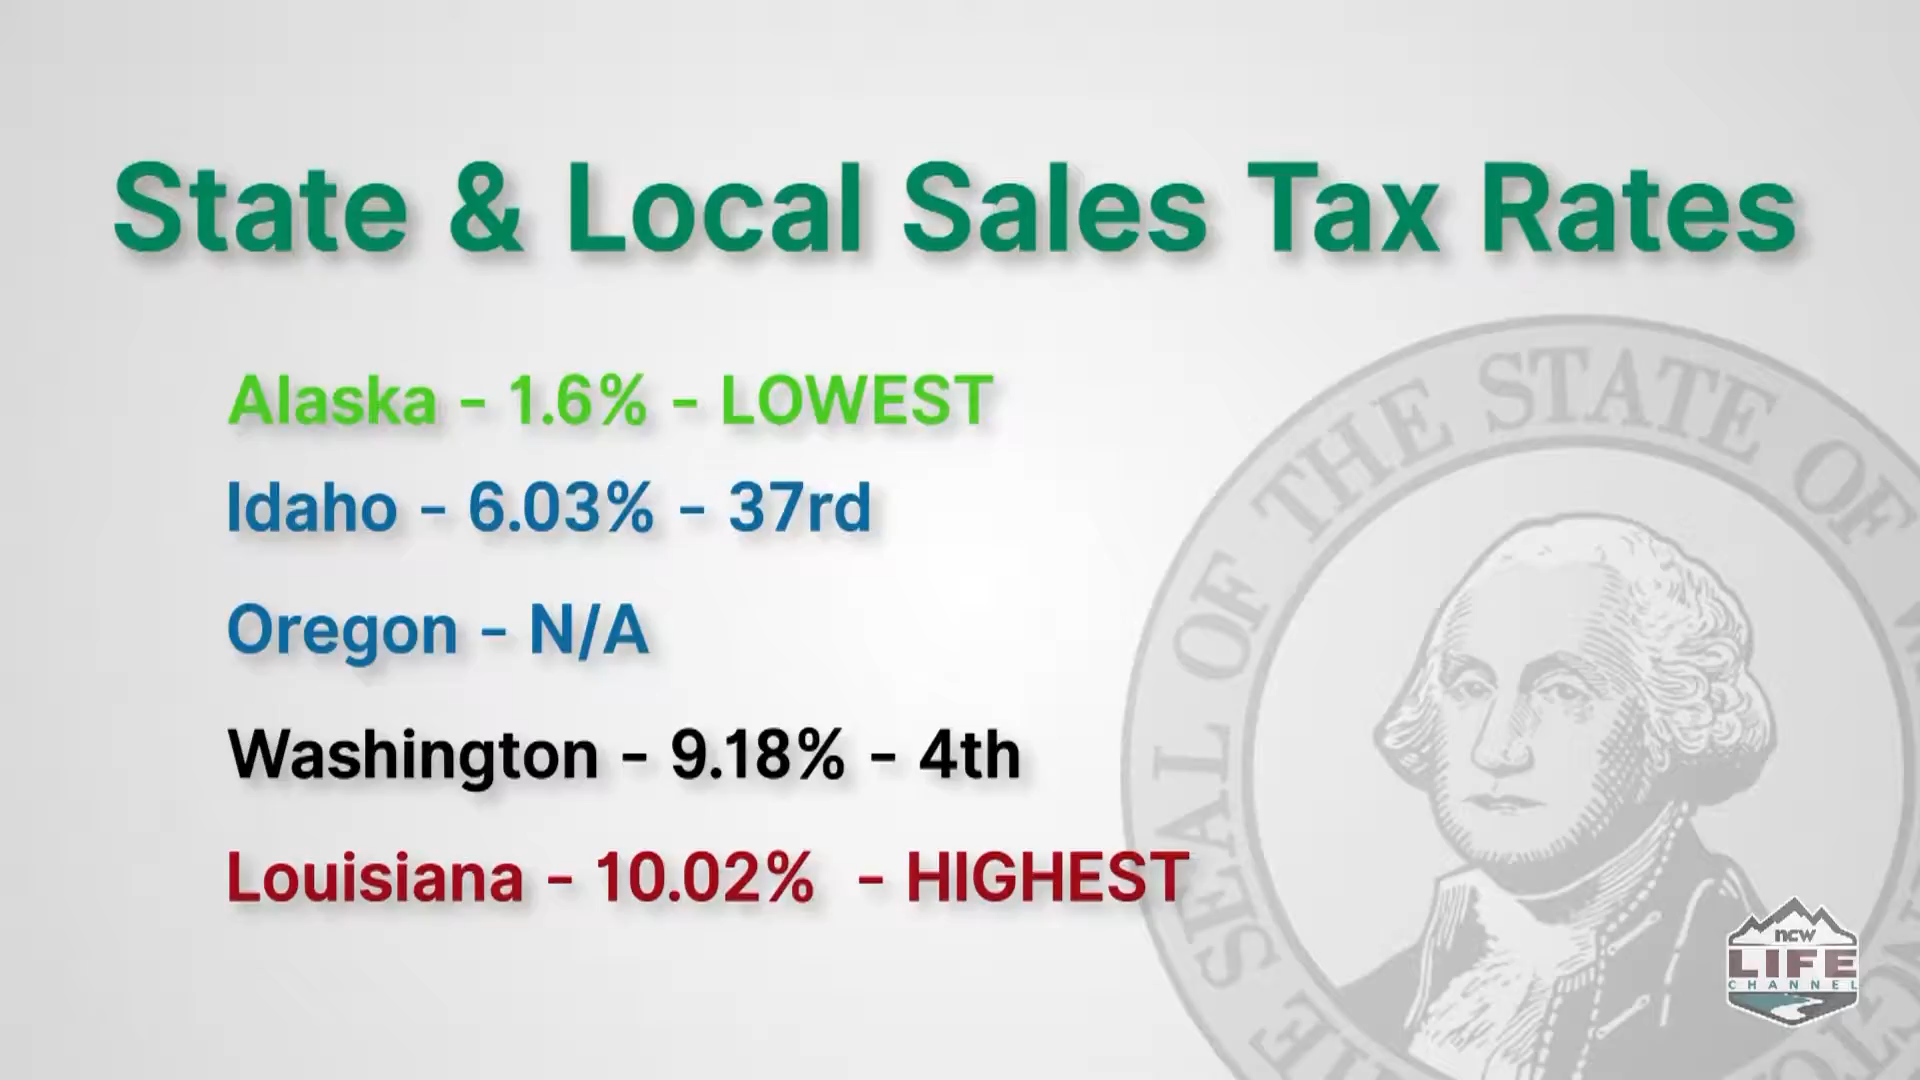 State & Local Sales Tax Rates
Alaska - 1.6% - LOWEST
Idaho - 6.03% - 37rd
Oregon - N/A
Washington - 9.18% - 4th
Louisiana - 10.02% - HIGHEST
SEAL OF THE STATE OF
ncw
LIFE
CHANNEL